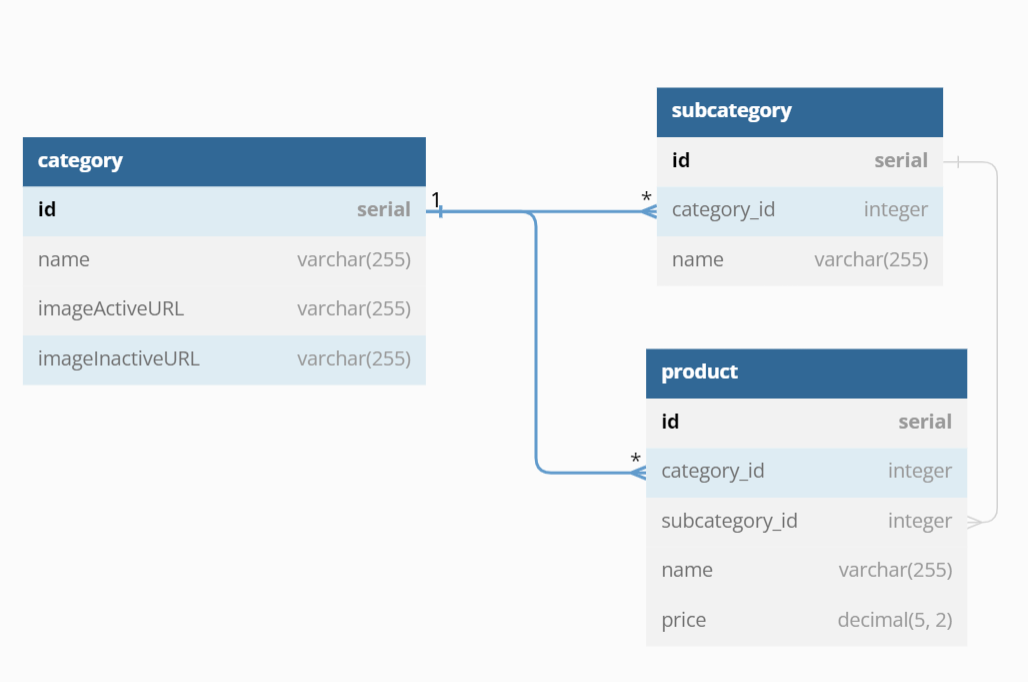 category
id serial
name varchar(255)
imageActiveURL varchar(255)
imageInactiveURL varchar(255)
1
*
subcategory
id serial
category_id integer
name varchar(255)
*
product
id serial
category_id integer
subcategory_id integer
name varchar(255)
price decimal(5, 2)